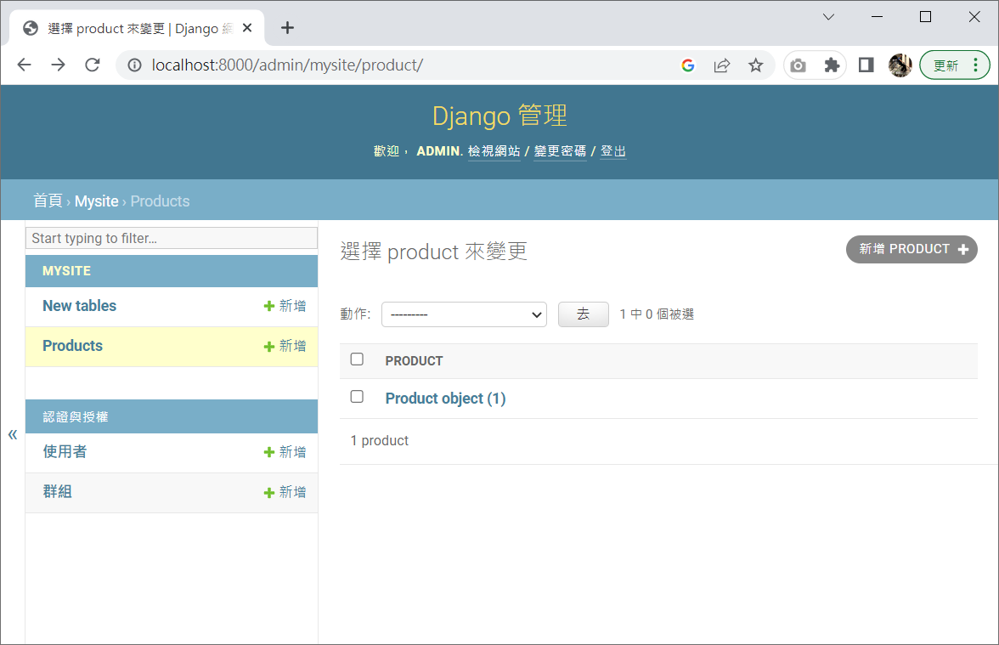 選擇 product 來變更 | Django 網
localhost:8000/admin/mysite/product/
更新
Django 管理
歡迎， ADMIN. 檢視網站 / 變更密碼 / 登出
首頁 › Mysite › Products
Start typing to filter…
MYSITE
New tables
新增
Products
新增
認證與授權
使用者
新增
群組
新增
«
選擇 product 來變更
新增 PRODUCT
動作: --------- 去 1 中 0 個被選
PRODUCT
Product object (1)
1 product